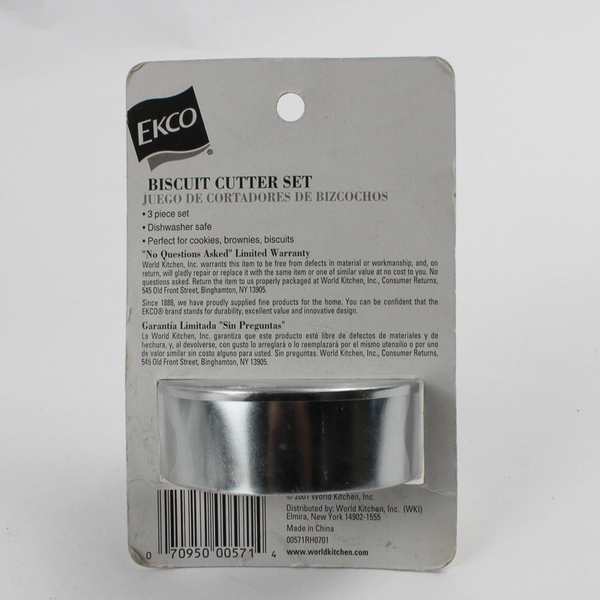 EKCO®
BISCUIT CUTTER SET
JUEGO DE CORTADORES DE BIZCOCHOS
• 3 piece set
• Dishwasher safe
• Perfect for cookies, brownies, biscuits
"No Questions Asked" Limited Warranty
World Kitchen, Inc. warrants this item to be free from defects in material or workmanship, and, on
return, will gladly repair or replace it with the same item or one of similar value at no cost to you. No
questions asked. Return the item to us properly packaged at World Kitchen, Inc., Consumer Returns,
545 Old Front Street, Binghamton, NY 13905.
Since 1888, we have proudly supplied fine products for the home. You can be confident that the
EKCO® brand stands for durability, excellent value and innovative design.
Garantía Limitada "Sin Preguntas"
La World Kitchen, Inc. garantiza que este producto esté libre de defectos de materiales y de
hechura, y, al devolverse, con gusto lo arreglará o lo reemplazará por el mismo utensilio o por uno
de valor similar sin costo alguno para usted. Sin preguntas. World Kitchen, Inc., Consumer Returns,
545 Old Front Street, Binghamton, NY 13905.
© 2001 World Kitchen, Inc.
Distributed by: World Kitchen, Inc. (WKI)
Elmira, New York 14902-1555
Made in China
00571RH0701
www.worldkitchen.com
0 70950 00571 4